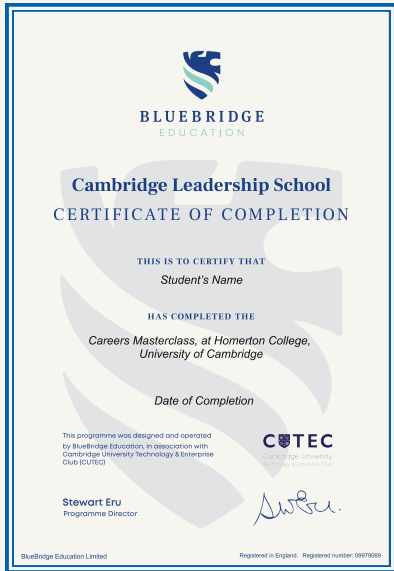 BLUEBRIDGE
EDUCATION
Cambridge Leadership School
CERTIFICATE OF COMPLETION
THIS IS TO CERTIFY THAT
Student's Name
HAS COMPLETED THE
Careers Masterclass, at Homerton College,
University of Cambridge
Date of Completion
This programme was designed and operated
by BlueBridge Education, in association with
Cambridge University Technology & Enterprise
Club (CUTEC)
CUTEC
Cambridge University
Technology & Enterprise Club
Stewart Eru
Programme Director
BlueBridge Education Limited
Registered in England. Registered number: 09979069